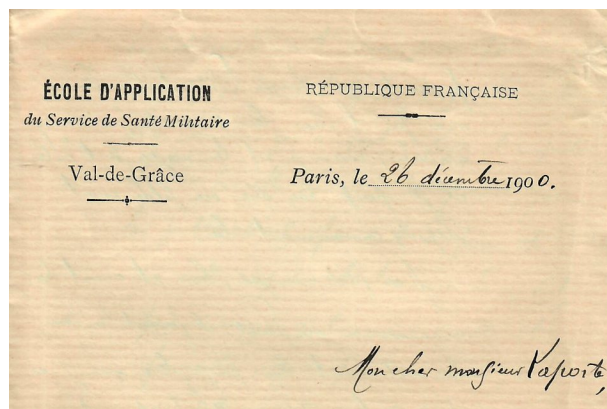 ÉCOLE D'APPLICATION
du Service de Santé Militaire
Val-de-Grâce
RÉPUBLIQUE FRANÇAISE
Paris, le 26 décembre 1900.
Mon cher monsieur Laporte,